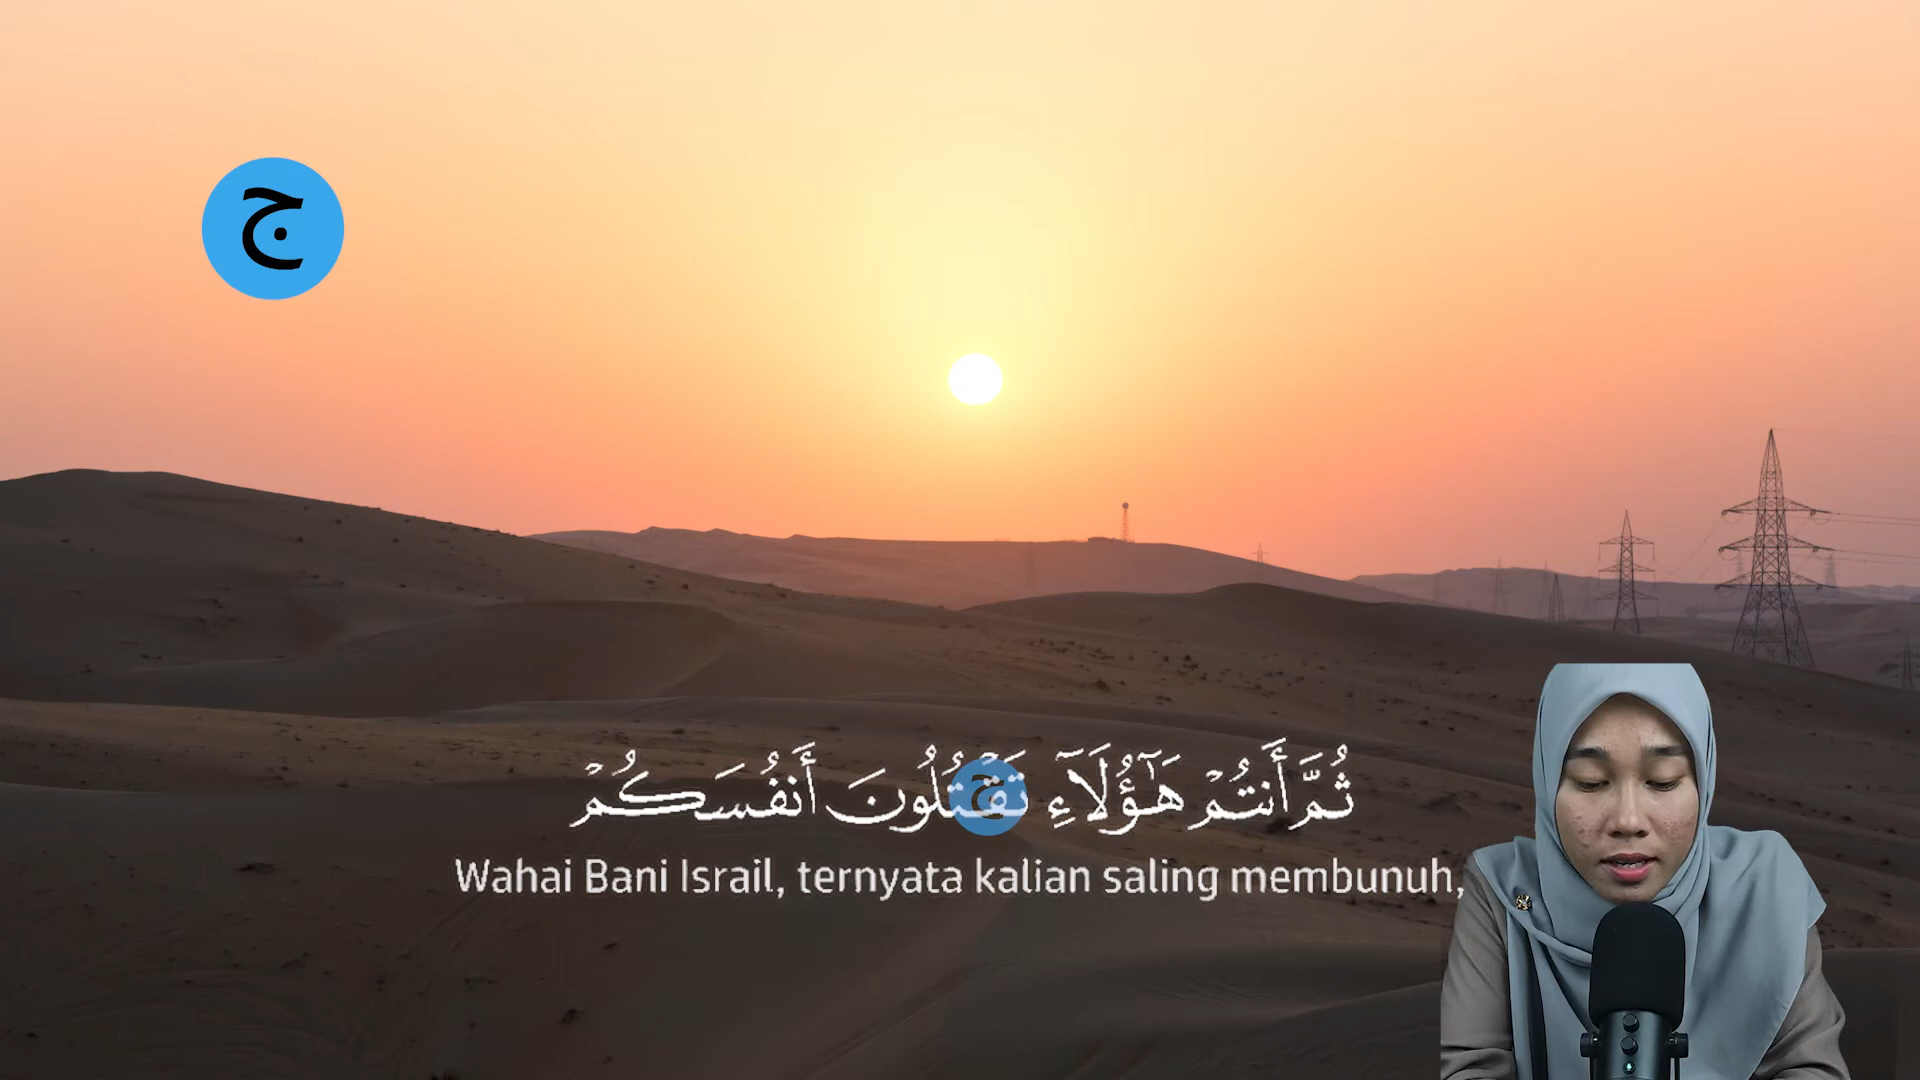 ج
ثُمَّ أَنتُمْ هَٰٓؤُلَآءِ تَقْتُلُونَ أَنفُسَكُمْ
ج
Wahai Bani Israil, ternyata kalian saling membunuh,